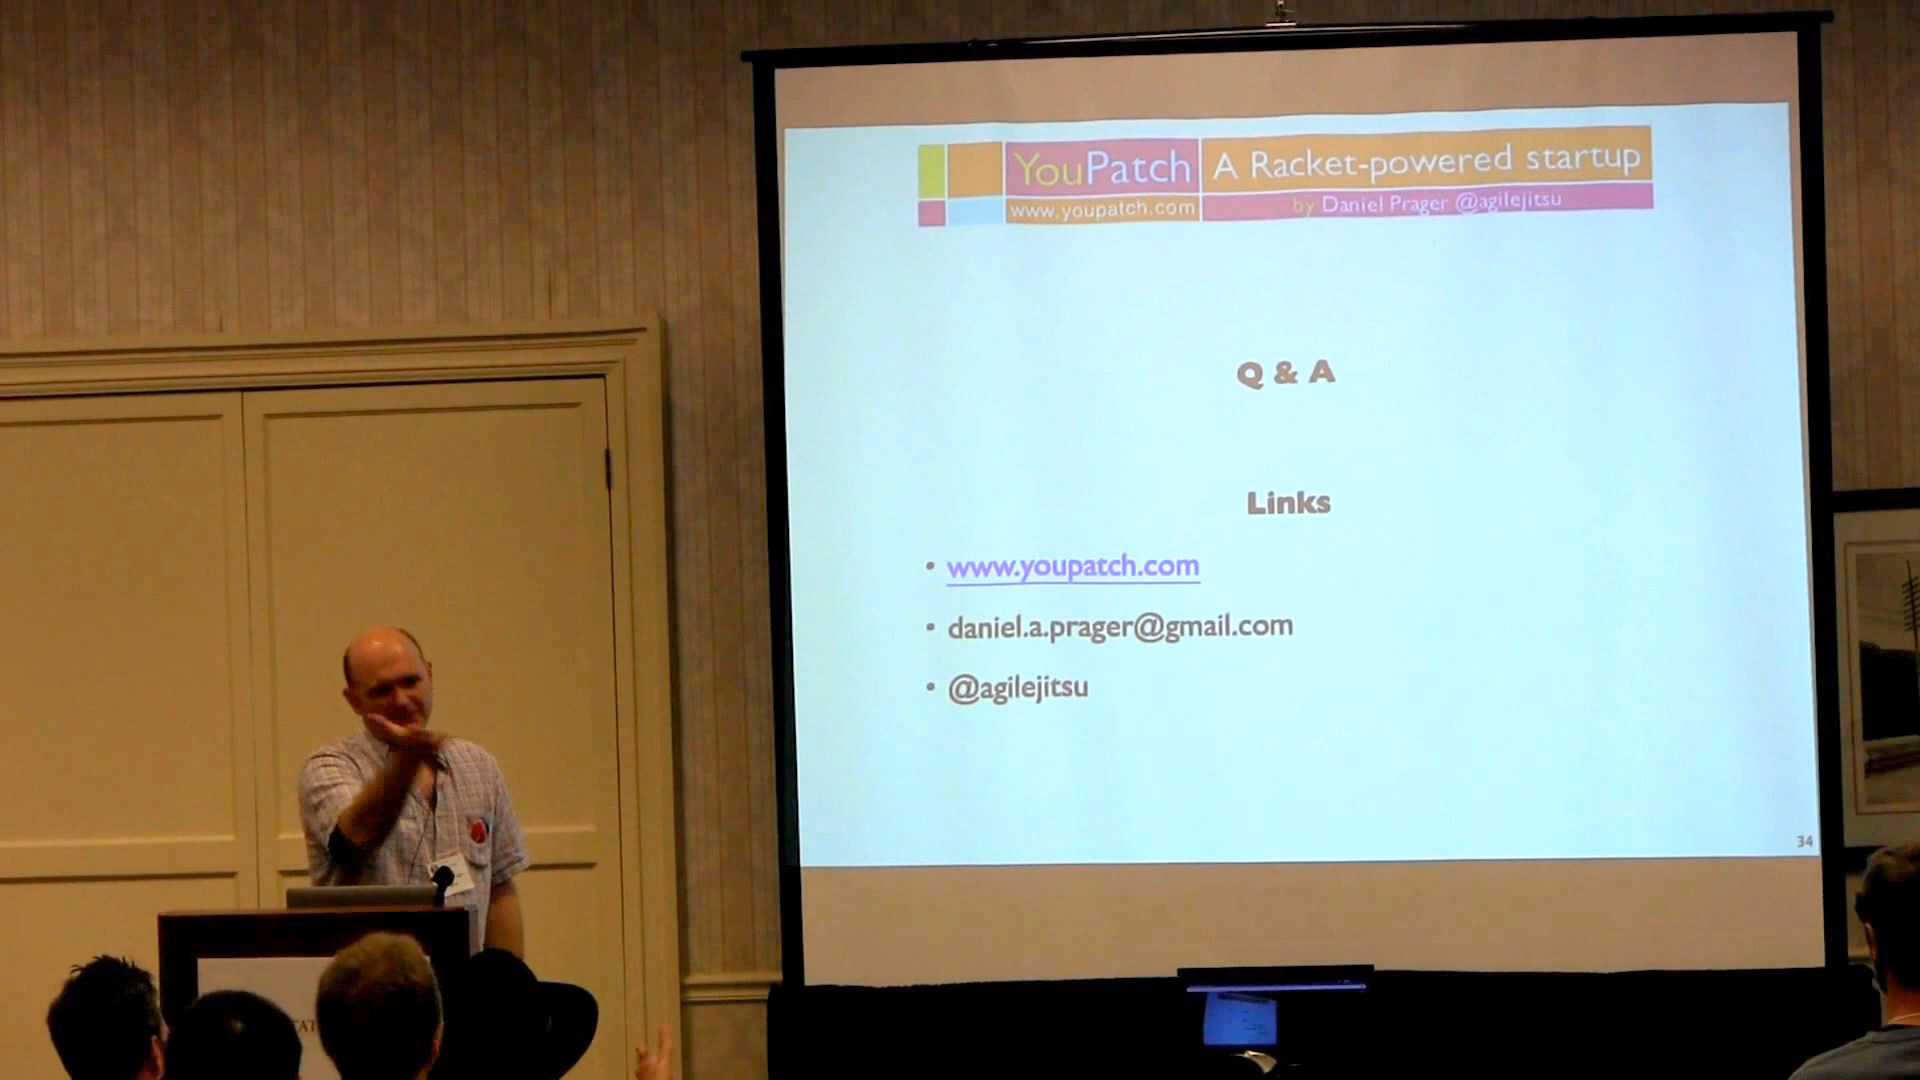 YouPatch
A Racket-powered startup
www.youpatch.com
by Daniel Prager @agilejitsu
Q & A
Links
• www.youpatch.com
• daniel.a.prager@gmail.com
• @agilejitsu
34